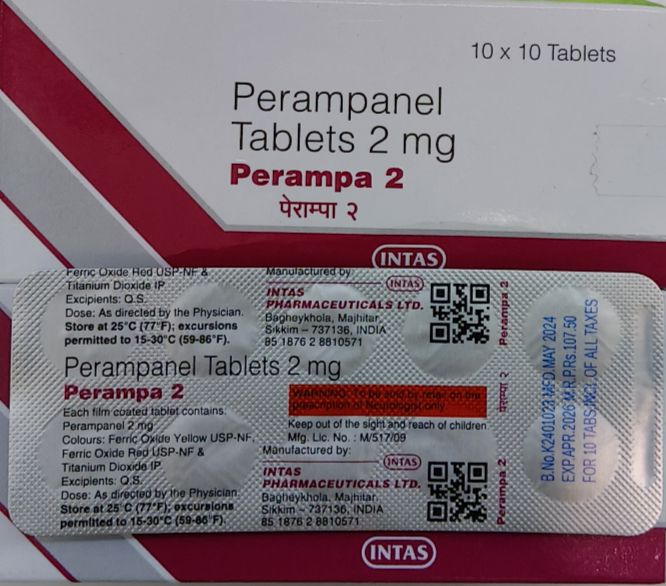 10 x 10 Tablets
Perampanel
Tablets 2 mg
Perampa 2
पेराम्पा २
INTAS
Ferric Oxide Red USP-NF &
Titanium Dioxide IP
Excipients: Q.S.
Dose: As directed by the Physician.
Store at 25°C (77°F); excursions
permitted to 15-30°C (59-86°F).
Manufactured by
INTAS
INTAS
PHARMACEUTICALS LTD.
Bagheykhola, Majhitar,
Sikkim – 737136, INDIA
85 1876 2 8810571
Perampa 2
Perampanel Tablets 2 mg
Perampa 2
Each film coated tablet contains:
Perampanel 2 mg
Colours: Ferric Oxide Yellow USP-NF,
Ferric Oxide Red USP-NF &
Titanium Dioxide IP
Excipients: Q.S.
Dose: As directed by the Physician.
Store at 25°C (77°F); excursions
permitted to 15-30°C (59-86°F).
WARNING: To be sold by retail on the
prescription of Neurologist only
Keep out of the sight and reach of children
Mfg. Lic. No. : M/517/09
Manufactured by:
INTAS
INTAS
PHARMACEUTICALS LTD.
Bagheykhola, Majhitar,
Sikkim – 737136, INDIA
85 1876 2 8810571
पेराम्पा २
Perampa 2
B.No.K2401023 MFD.MAY 2024
EXP.APR.2026 M.R.P.Rs.107.50
FOR 10 TABS.INCL.OF ALL TAXES
INTAS